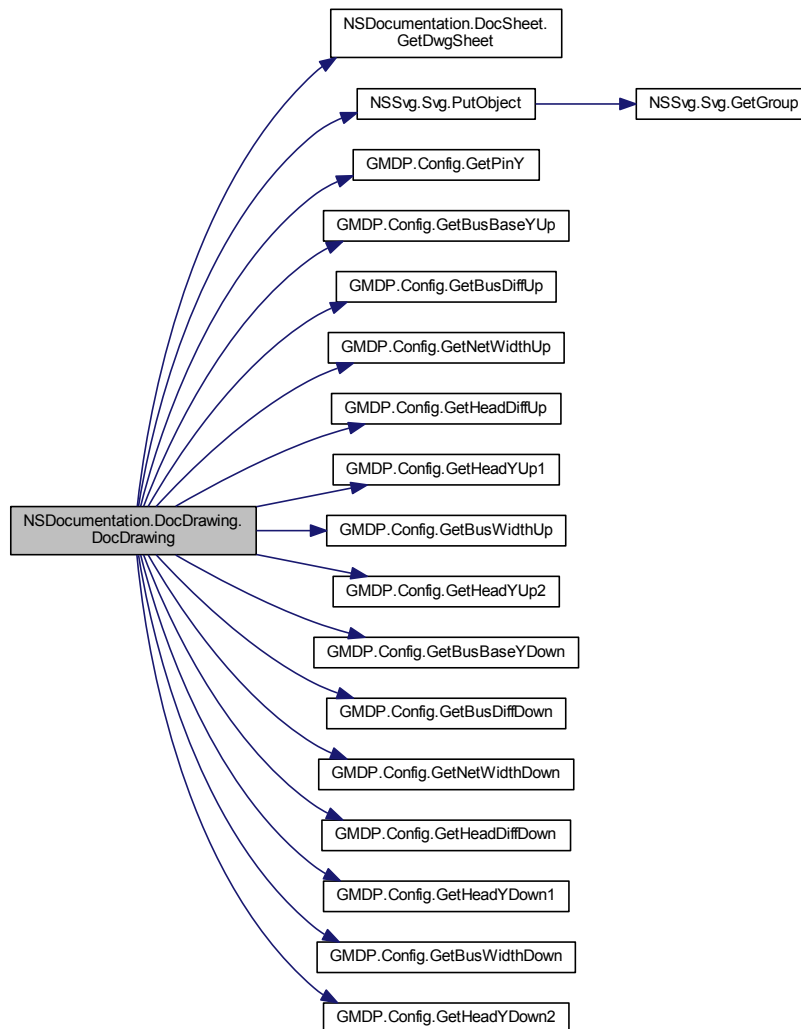 NSDocumentation.DocSheet.
GetDwgSheet
NSSvg.Svg.PutObject
NSSvg.Svg.GetGroup
GMDP.Config.GetPinY
GMDP.Config.GetBusBaseYUp
GMDP.Config.GetBusDiffUp
GMDP.Config.GetNetWidthUp
GMDP.Config.GetHeadDiffUp
GMDP.Config.GetHeadYUp1
NSDocumentation.DocDrawing.
DocDrawing
GMDP.Config.GetBusWidthUp
GMDP.Config.GetHeadYUp2
GMDP.Config.GetBusBaseYDown
GMDP.Config.GetBusDiffDown
GMDP.Config.GetNetWidthDown
GMDP.Config.GetHeadDiffDown
GMDP.Config.GetHeadYDown1
GMDP.Config.GetBusWidthDown
GMDP.Config.GetHeadYDown2